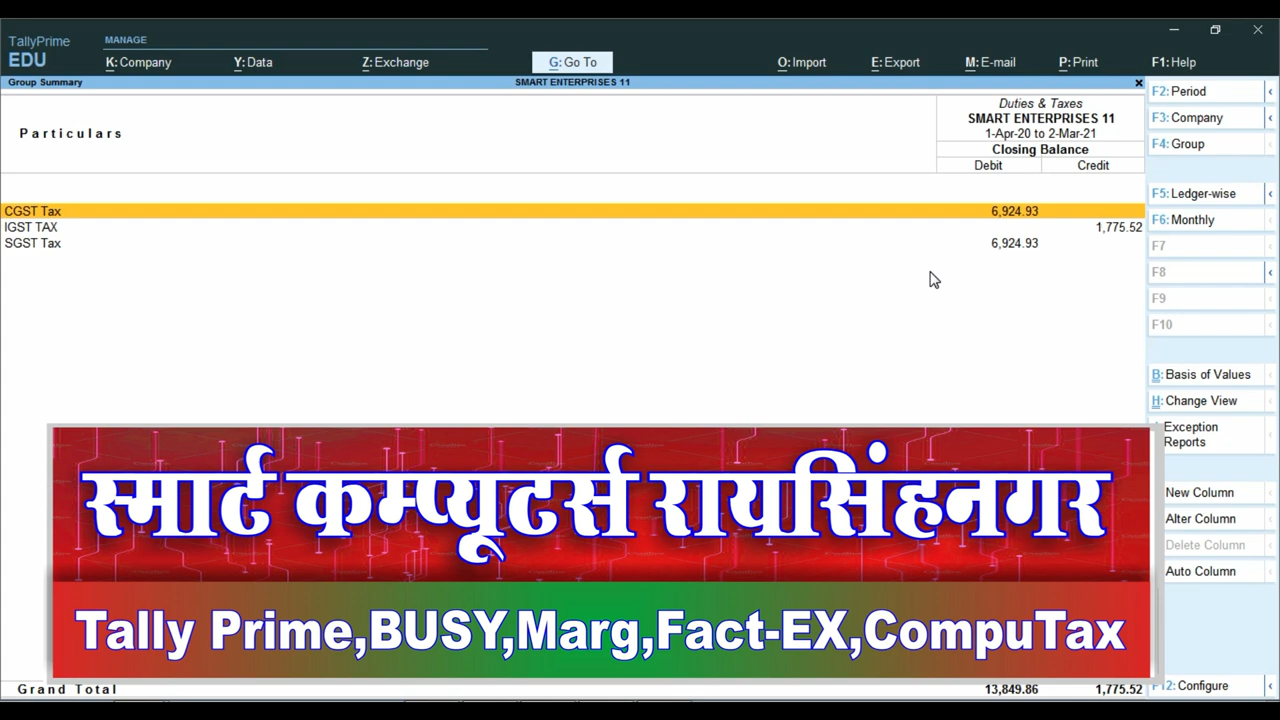 TallyPrime
EDU
MANAGE
K: Company
Y: Data
Z: Exchange
G: Go To
O: Import
E: Export
M: E-mail
P: Print
F1: Help
Group Summary
SMART ENTERPRISES 11
Particulars
Duties & Taxes
SMART ENTERPRISES 11
1-Apr-20 to 2-Mar-21
Closing Balance
Debit Credit
CGST Tax 6,924.93
IGST TAX 1,775.52
SGST Tax 6,924.93
Grand Total 13,849.86 1,775.52
F2: Period
F3: Company
F4: Group
F5: Ledger-wise
F6: Monthly
F7
F8
F9
F10
B: Basis of Values
H: Change View
Exception
Reports
New Column
Alter Column
Delete Column
Auto Column
F12: Configure
स्मार्ट कम्प्यूटर्स रायसिंहनगर
Tally Prime,BUSY,Marg,Fact-EX,CompuTax